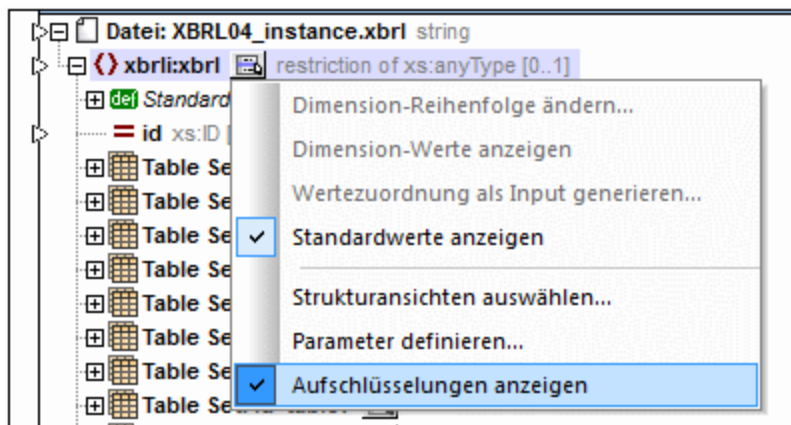 Datei: XBRL04_instance.xbrl string
xbrli:xbrl restriction of xs:anyType [0..1]
def Standard
Dimension-Reihenfolge ändern...
id xs:ID [
Dimension-Werte anzeigen
Table Se
Wertezuordnung als Input generieren...
Table Se
Table Se
Standardwerte anzeigen
Table Se
Table Se
Strukturansichten auswählen...
Table Se
Parameter definieren...
Table Se
Aufschlüsselungen anzeigen
Table Se